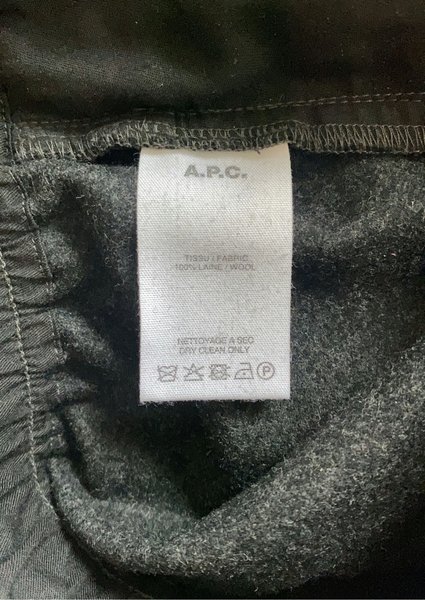 A.P.C.
TISSU / FABRIC
100% LAINE / WOOL
NETTOYAGE A SEC
DRY CLEAN ONLY
P